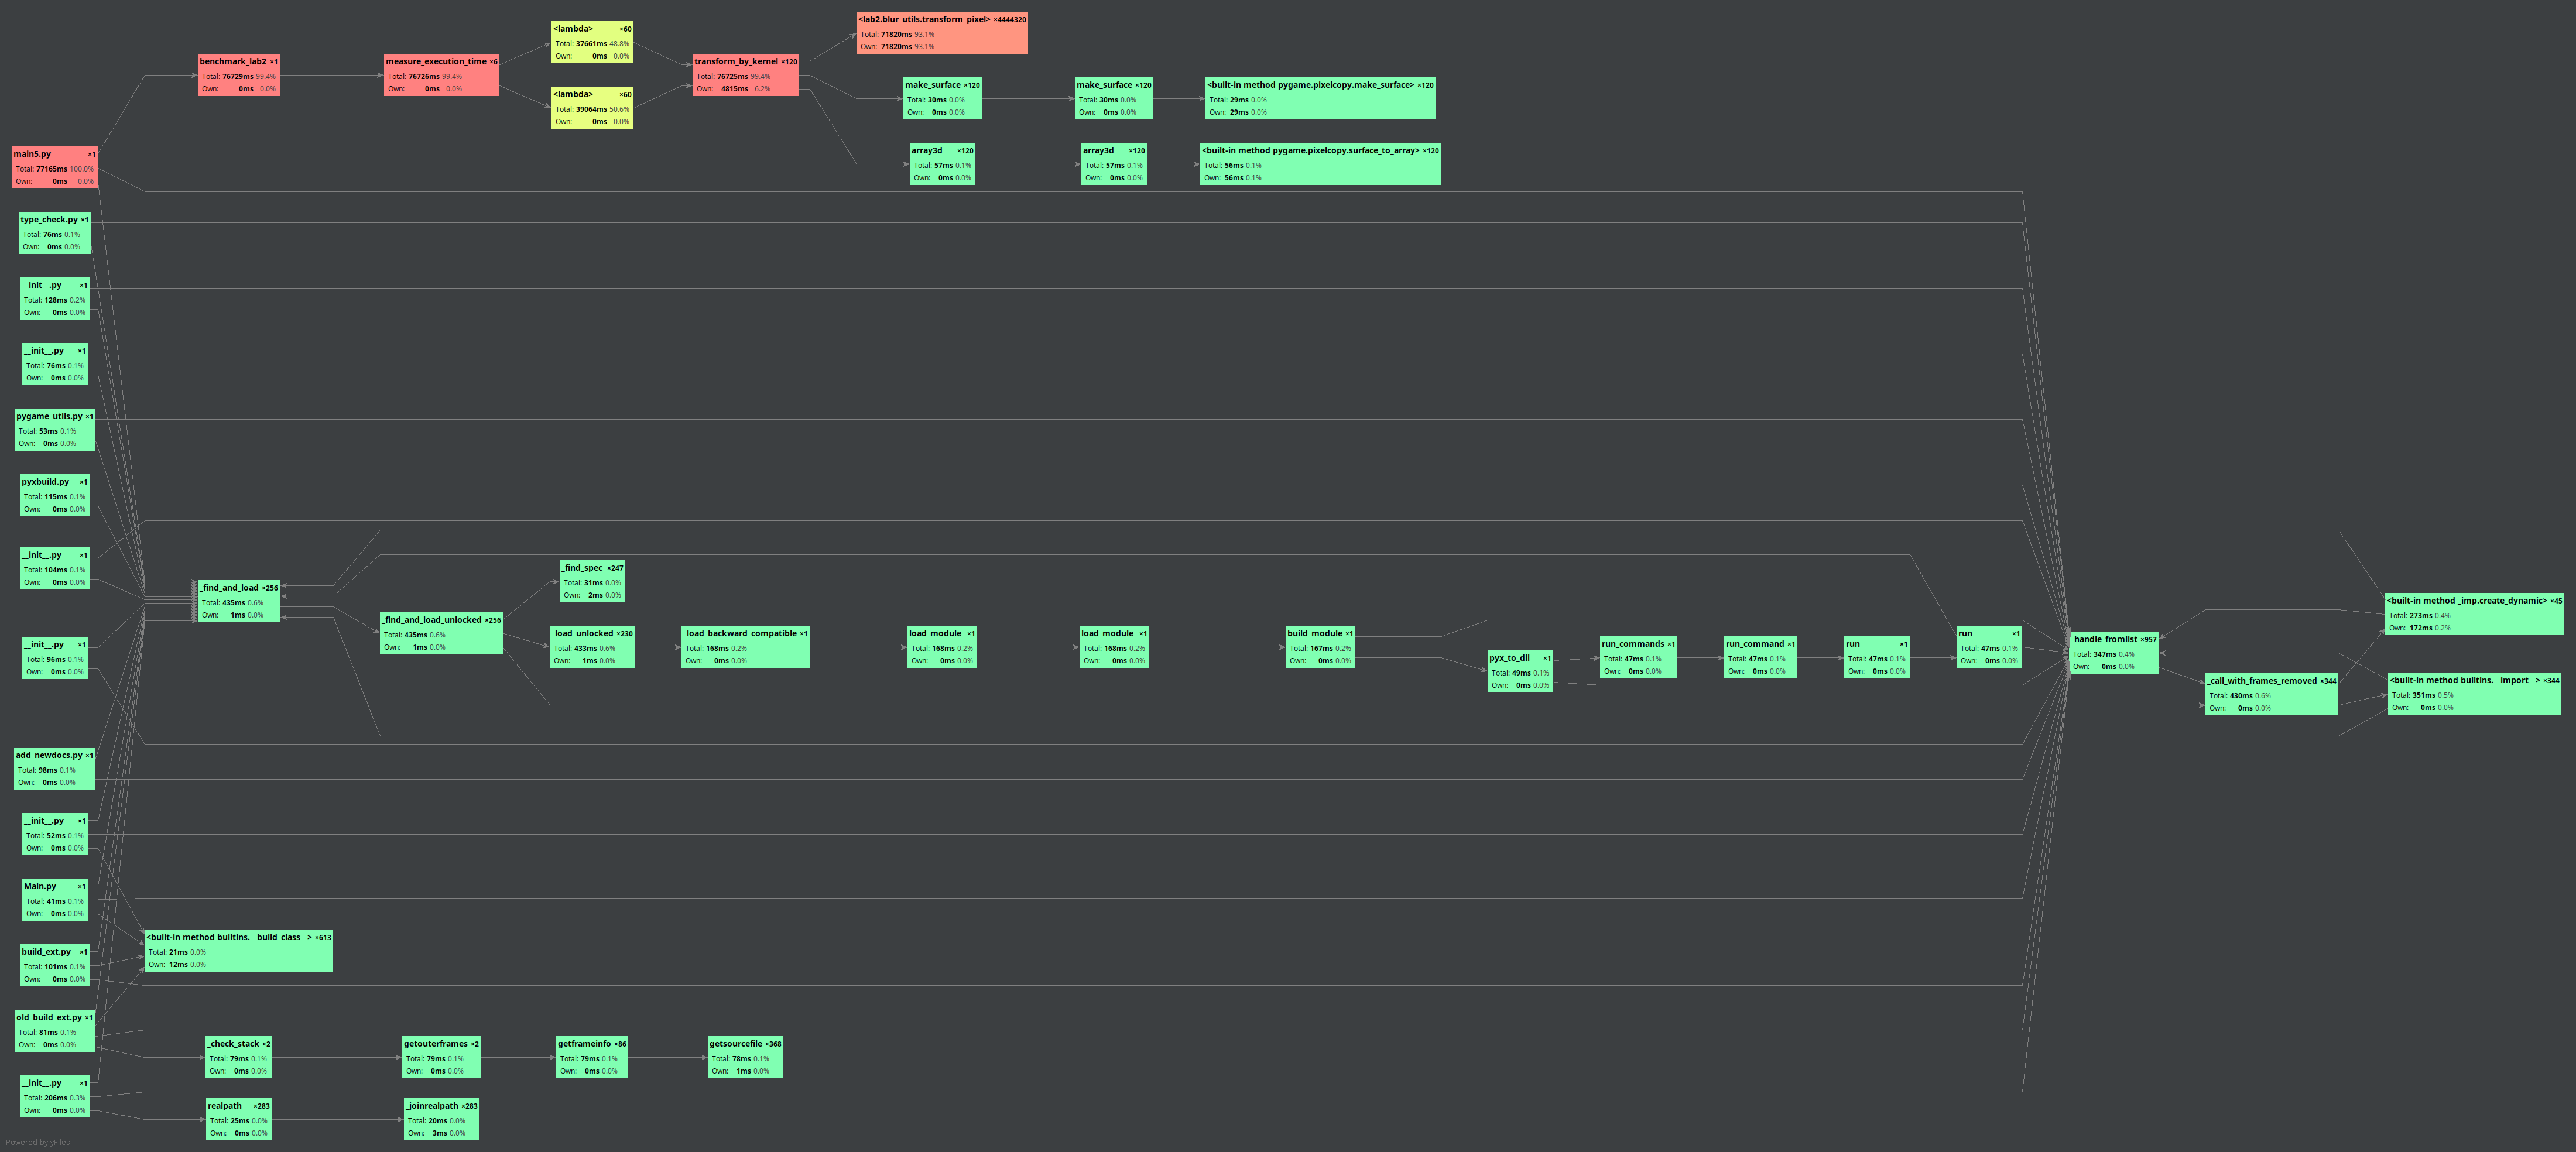 <lab2.blur_utils.transform_pixel> ×4444320
Total: 71820ms 93.1%
Own: 71820ms 93.1%
<lambda> ×60
Total: 37661ms 48.8%
Own: 0ms 0.0%
benchmark_lab2 ×1
Total: 76729ms 99.4%
Own: 0ms 0.0%
measure_execution_time ×6
Total: 76726ms 99.4%
Own: 0ms 0.0%
transform_by_kernel ×120
Total: 76725ms 99.4%
Own: 4815ms 6.2%
make_surface ×120
Total: 30ms 0.0%
Own: 0ms 0.0%
make_surface ×120
Total: 30ms 0.0%
Own: 0ms 0.0%
<built-in method pygame.pixelcopy.make_surface> ×120
Total: 29ms 0.0%
Own: 29ms 0.0%
<lambda> ×60
Total: 39064ms 50.6%
Own: 0ms 0.0%
array3d ×120
Total: 57ms 0.1%
Own: 0ms 0.0%
array3d ×120
Total: 57ms 0.1%
Own: 0ms 0.0%
<built-in method pygame.pixelcopy.surface_to_array> ×120
Total: 56ms 0.1%
Own: 56ms 0.1%
main5.py ×1
Total: 77165ms 100.0%
Own: 0ms 0.0%
type_check.py ×1
Total: 76ms 0.1%
Own: 0ms 0.0%
__init__.py ×1
Total: 128ms 0.2%
Own: 0ms 0.0%
__init__.py ×1
Total: 76ms 0.1%
Own: 0ms 0.0%
pygame_utils.py ×1
Total: 53ms 0.1%
Own: 0ms 0.0%
pyxbuild.py ×1
Total: 115ms 0.1%
Own: 0ms 0.0%
__init__.py ×1
Total: 104ms 0.1%
Own: 0ms 0.0%
_find_and_load ×256
Total: 435ms 0.6%
Own: 1ms 0.0%
_find_spec ×247
Total: 31ms 0.0%
Own: 2ms 0.0%
_find_and_load_unlocked ×256
Total: 435ms 0.6%
Own: 1ms 0.0%
_load_unlocked ×230
Total: 433ms 0.6%
Own: 1ms 0.0%
_load_backward_compatible ×1
Total: 168ms 0.2%
Own: 0ms 0.0%
load_module ×1
Total: 168ms 0.2%
Own: 0ms 0.0%
load_module ×1
Total: 168ms 0.2%
Own: 0ms 0.0%
build_module ×1
Total: 167ms 0.2%
Own: 0ms 0.0%
pyx_to_dll ×1
Total: 49ms 0.1%
Own: 0ms 0.0%
run_commands ×1
Total: 47ms 0.1%
Own: 0ms 0.0%
run_command ×1
Total: 47ms 0.1%
Own: 0ms 0.0%
run ×1
Total: 47ms 0.1%
Own: 0ms 0.0%
run ×1
Total: 47ms 0.1%
Own: 0ms 0.0%
_handle_fromlist ×957
Total: 347ms 0.4%
Own: 0ms 0.0%
_call_with_frames_removed ×344
Total: 430ms 0.6%
Own: 0ms 0.0%
<built-in method _imp.create_dynamic> ×45
Total: 273ms 0.4%
Own: 172ms 0.2%
<built-in method builtins.__import__> ×344
Total: 351ms 0.5%
Own: 0ms 0.0%
__init__.py ×1
Total: 96ms 0.1%
Own: 0ms 0.0%
add_newdocs.py ×1
Total: 98ms 0.1%
Own: 0ms 0.0%
__init__.py ×1
Total: 52ms 0.1%
Own: 0ms 0.0%
Main.py ×1
Total: 41ms 0.1%
Own: 0ms 0.0%
<built-in method builtins.__build_class__> ×613
Total: 21ms 0.0%
Own: 12ms 0.0%
build_ext.py ×1
Total: 101ms 0.1%
Own: 0ms 0.0%
old_build_ext.py ×1
Total: 81ms 0.1%
Own: 0ms 0.0%
_check_stack ×2
Total: 79ms 0.1%
Own: 0ms 0.0%
getouterframes ×2
Total: 79ms 0.1%
Own: 0ms 0.0%
getframeinfo ×86
Total: 79ms 0.1%
Own: 0ms 0.0%
getsourcefile ×368
Total: 78ms 0.1%
Own: 1ms 0.0%
__init__.py ×1
Total: 206ms 0.3%
Own: 0ms 0.0%
realpath ×283
Total: 25ms 0.0%
Own: 0ms 0.0%
_joinrealpath ×283
Total: 20ms 0.0%
Own: 3ms 0.0%
Powered by yFiles